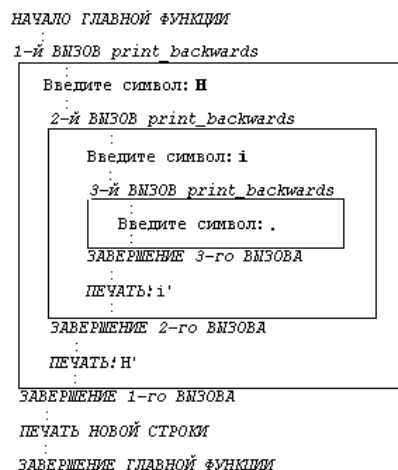 НАЧАЛО ГЛАВНОЙ ФУНКЦИИ
1-й ВЫЗОВ print_backwards
Введите символ: H
2-й ВЫЗОВ print_backwards
Введите символ: i
3-й ВЫЗОВ print_backwards
Введите символ: .
ЗАВЕРШЕНИЕ 3-го ВЫЗОВА
ПЕЧАТЬ:'i'
ЗАВЕРШЕНИЕ 2-го ВЫЗОВА
ПЕЧАТЬ:'H'
ЗАВЕРШЕНИЕ 1-го ВЫЗОВА
ПЕЧАТЬ НОВОЙ СТРОКИ
ЗАВЕРШЕНИЕ ГЛАВНОЙ ФУНКЦИИ